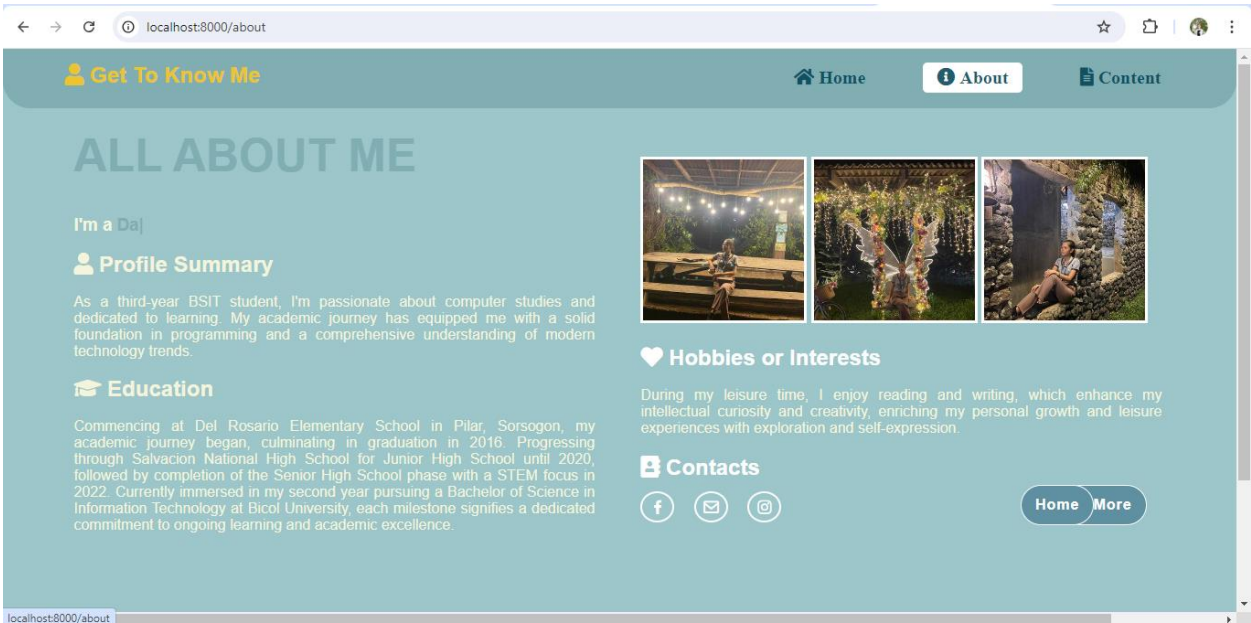 localhost:8000/about
Get To Know Me
Home
About
Content
ALL ABOUT ME
I'm a Da|
Profile Summary
As a third-year BSIT student, I'm passionate about computer studies and
dedicated to learning. My academic journey has equipped me with a solid
foundation in programming and a comprehensive understanding of modern
technology trends.
Education
Commencing at Del Rosario Elementary School in Pilar, Sorsogon, my
academic journey began, culminating in graduation in 2016. Progressing
through Salvacion National High School for Junior High School until 2020,
followed by completion of the Senior High School phase with a STEM focus in
2022. Currently immersed in my second year pursuing a Bachelor of Science in
Information Technology at Bicol University, each milestone signifies a dedicated
commitment to ongoing learning and academic excellence.
Hobbies or Interests
During my leisure time, I enjoy reading and writing, which enhance my
intellectual curiosity and creativity, enriching my personal growth and leisure
experiences with exploration and self-expression.
Contacts
Home
More
localhost:8000/about